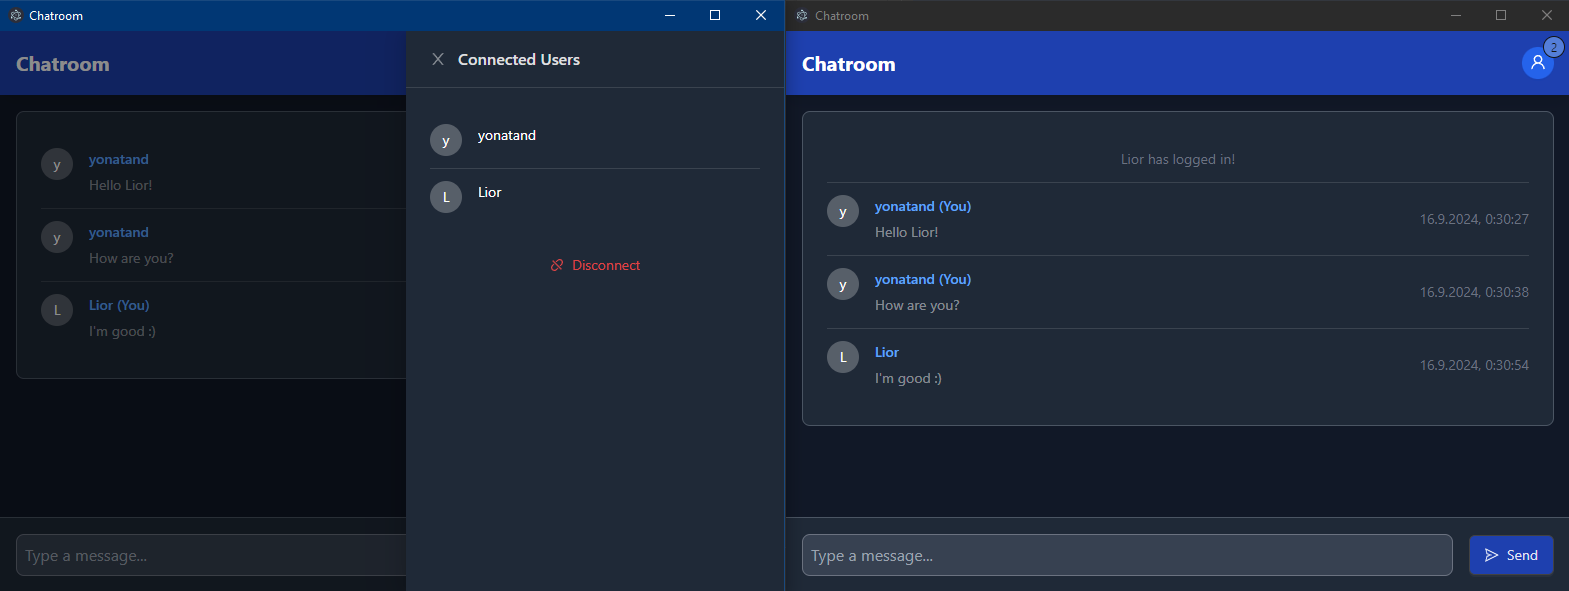 Chatroom
Chatroom
Connected Users
y
yonatand
Hello Lior!
y
yonatand
How are you?
L
Lior (You)
I'm good :)
y
yonatand
L
Lior
Disconnect
Type a message...
Chatroom
Chatroom
2
Lior has logged in!
y
yonatand (You)
Hello Lior!
16.9.2024, 0:30:27
y
yonatand (You)
How are you?
16.9.2024, 0:30:38
L
Lior
I'm good :)
16.9.2024, 0:30:54
Type a message...
Send